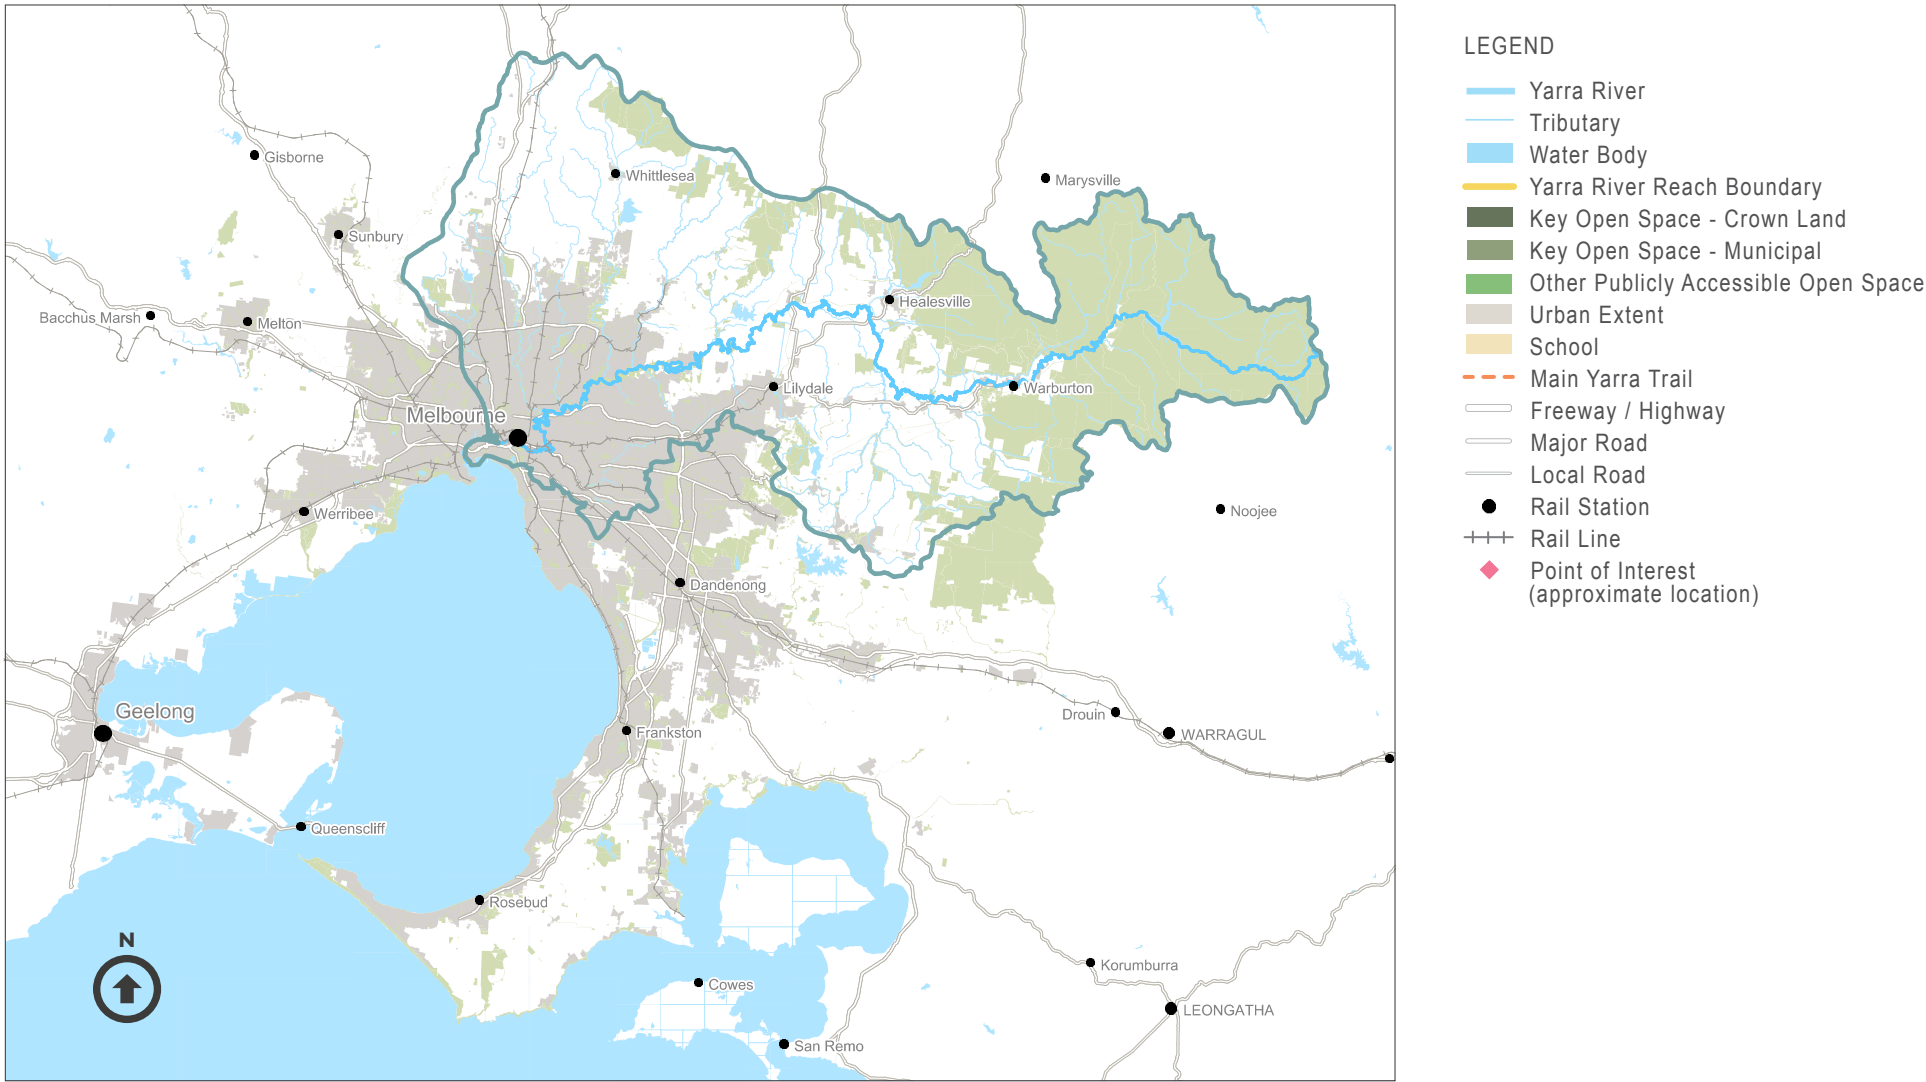 Gisborne
Whittlesea
Marysville
Sunbury
Healesville
Bacchus Marsh
Melton
Lilydale
Warburton
Melbourne
Werribee
Noojee
Dandenong
Geelong
Drouin
WARRAGUL
Frankston
Queenscliff
Rosebud
Korumburra
Cowes
LEONGATHA
San Remo
N
LEGEND
Yarra River
Tributary
Water Body
Yarra River Reach Boundary
Key Open Space - Crown Land
Key Open Space - Municipal
Other Publicly Accessible Open Space
Urban Extent
School
Main Yarra Trail
Freeway / Highway
Major Road
Local Road
Rail Station
Rail Line
Point of Interest
(approximate location)